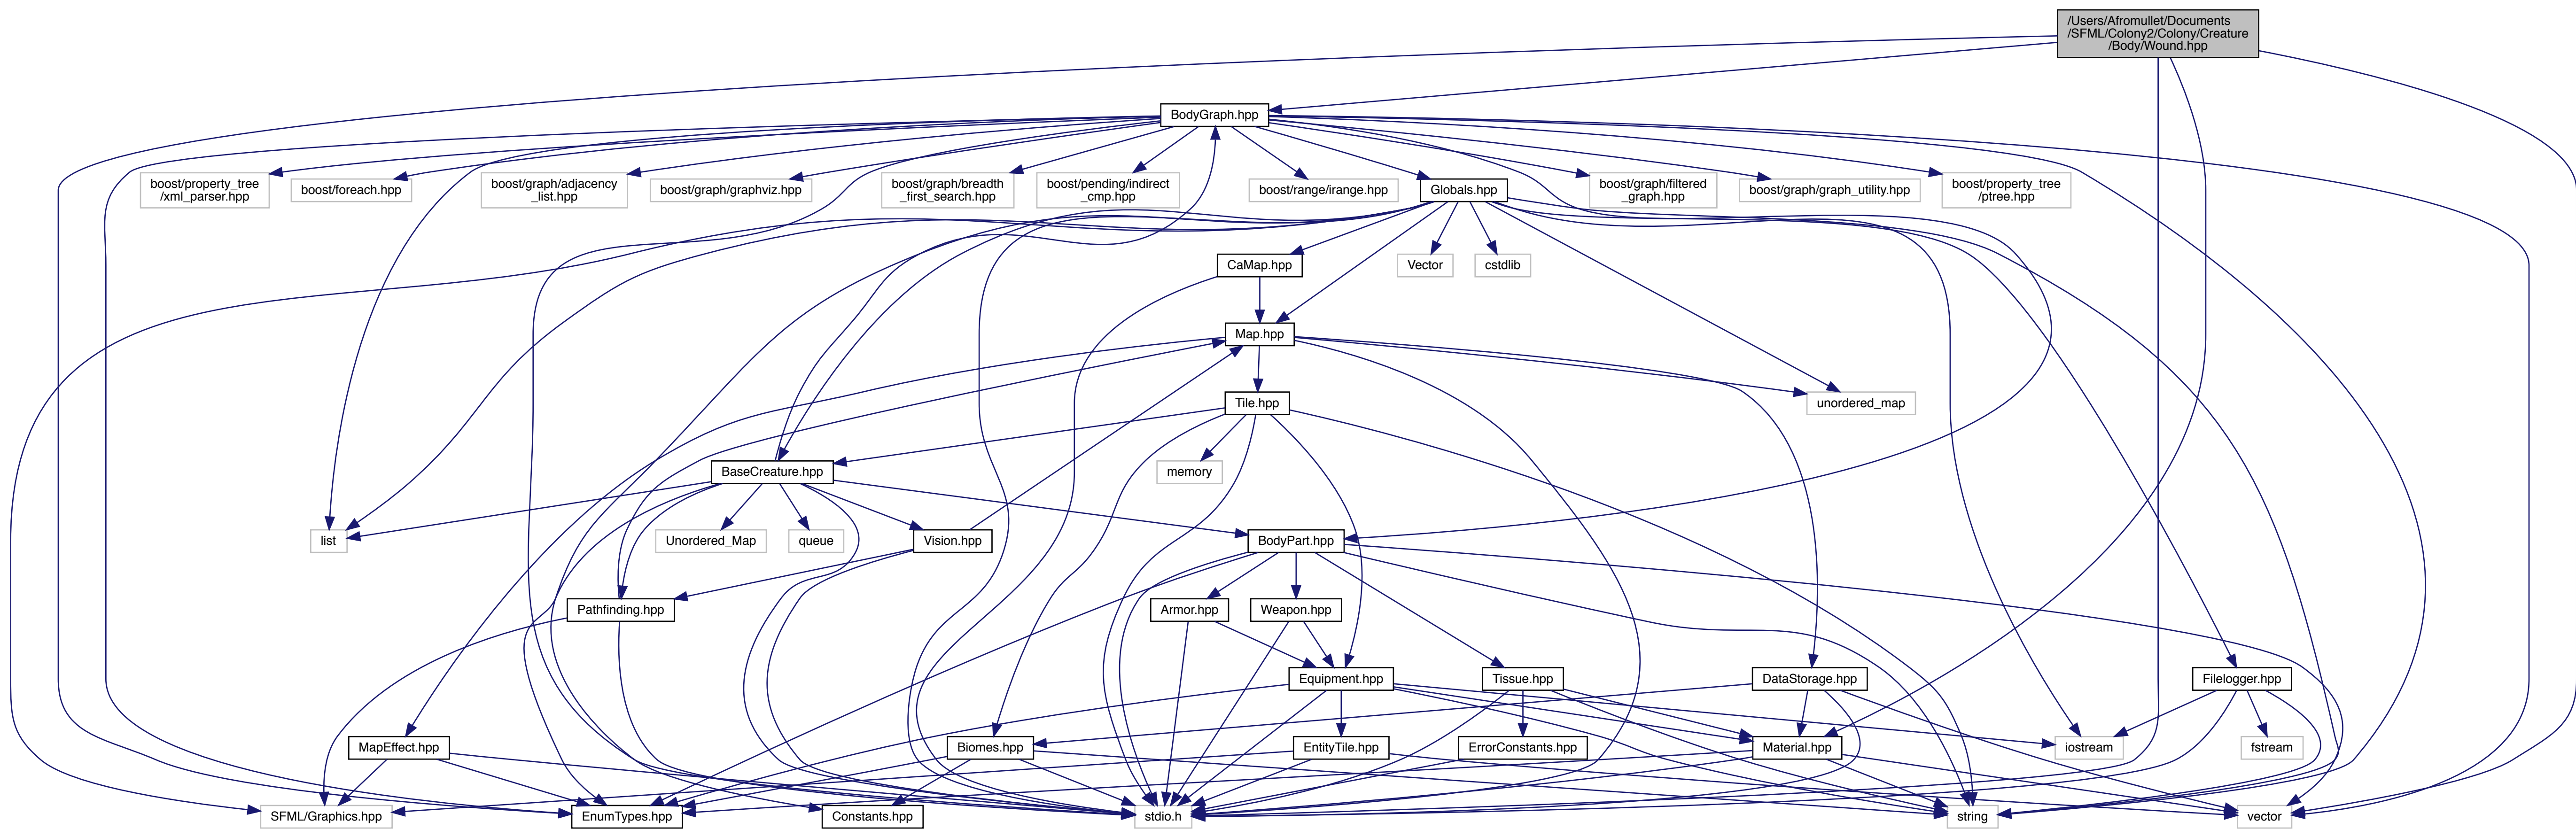 /Users/Afromullet/Documents
/SFML/Colony2/Colony/Creature
/Body/Wound.hpp
BodyGraph.hpp
boost/property_tree
/xml_parser.hpp
boost/foreach.hpp
boost/graph/adjacency
_list.hpp
boost/graph/graphviz.hpp
boost/graph/breadth
_first_search.hpp
boost/pending/indirect
_cmp.hpp
boost/range/irange.hpp
Globals.hpp
boost/graph/filtered
_graph.hpp
boost/graph/graph_utility.hpp
boost/property_tree
/ptree.hpp
CaMap.hpp
Vector
cstdlib
Map.hpp
Tile.hpp
unordered_map
BaseCreature.hpp
memory
list
Unordered_Map
queue
Vision.hpp
BodyPart.hpp
Pathfinding.hpp
Armor.hpp
Weapon.hpp
Equipment.hpp
Tissue.hpp
DataStorage.hpp
Filelogger.hpp
MapEffect.hpp
Biomes.hpp
EntityTile.hpp
ErrorConstants.hpp
Material.hpp
iostream
fstream
SFML/Graphics.hpp
EnumTypes.hpp
Constants.hpp
stdio.h
string
vector